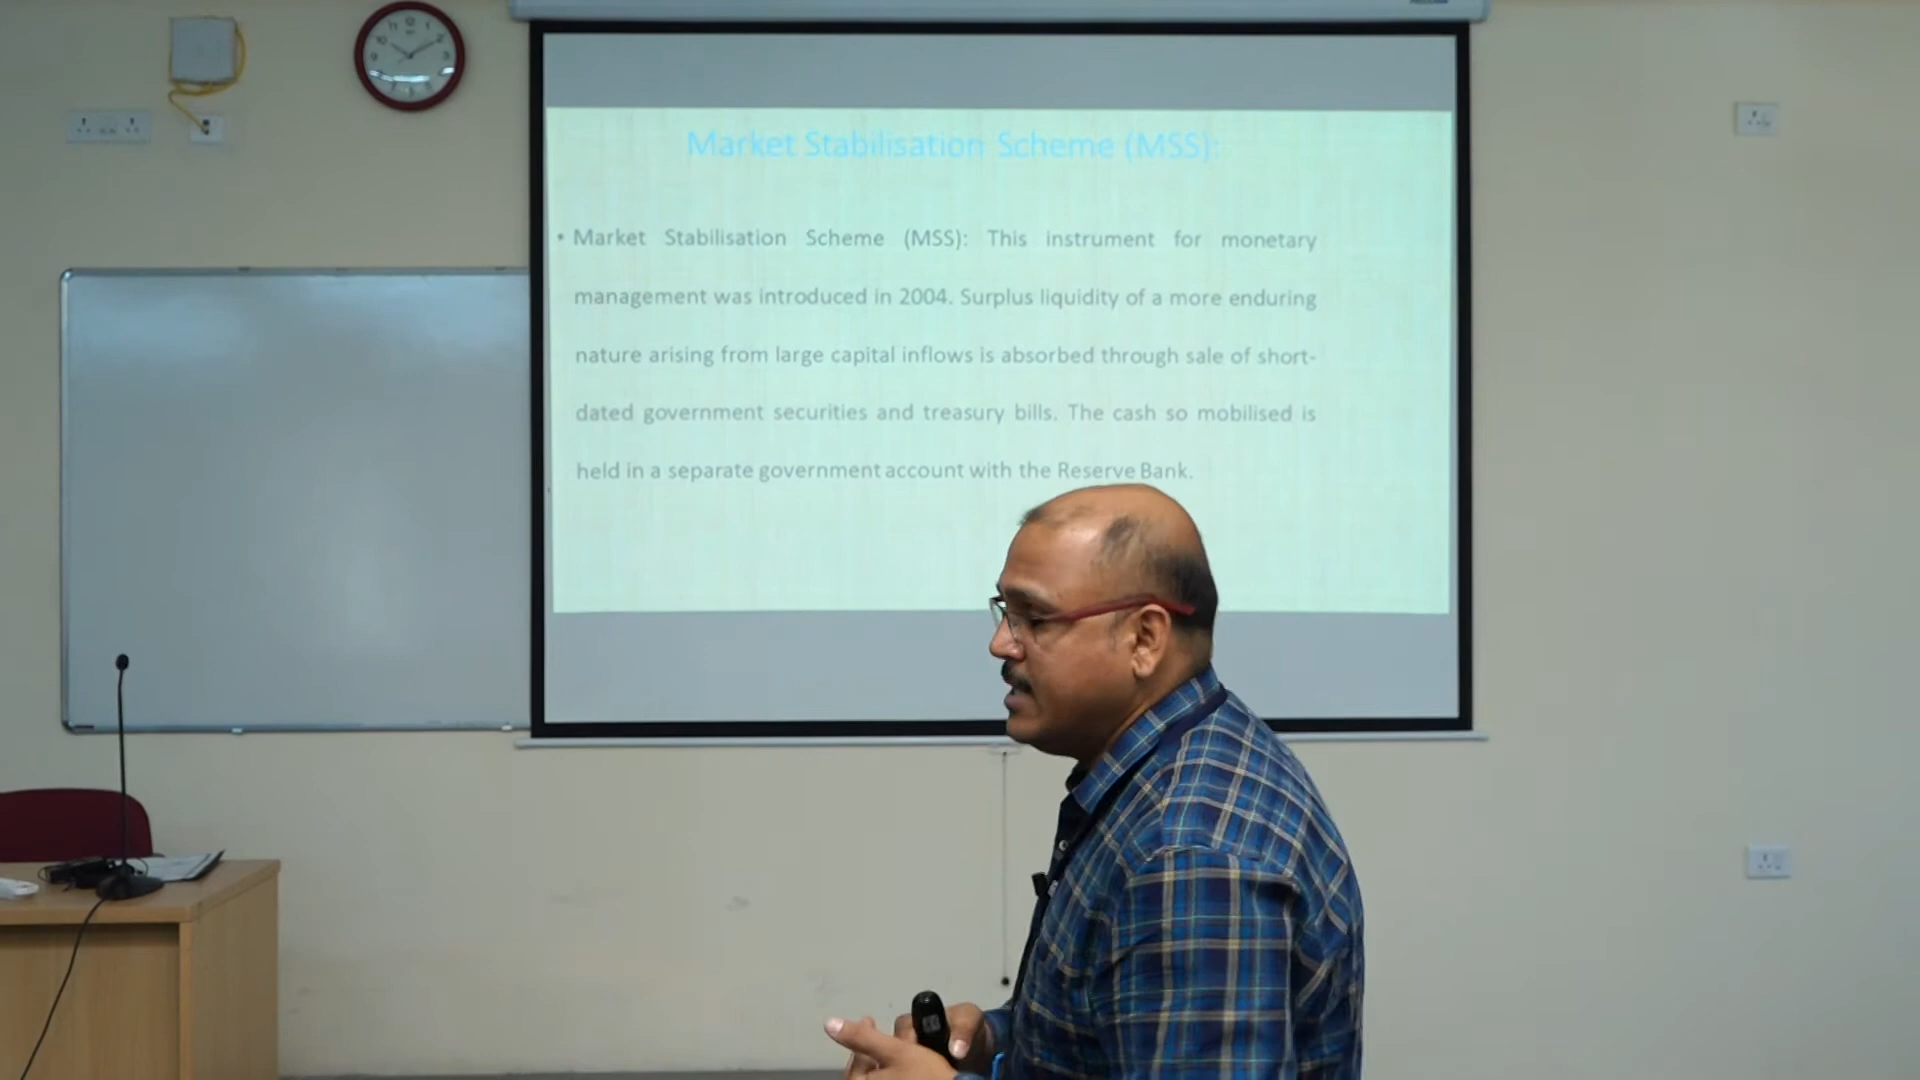 Market Stabilisation Scheme (MSS):
• Market Stabilisation Scheme (MSS): This instrument for monetary
management was introduced in 2004. Surplus liquidity of a more enduring
nature arising from large capital inflows is absorbed through sale of short-
dated government securities and treasury bills. The cash so mobilised is
held in a separate government account with the Reserve Bank.